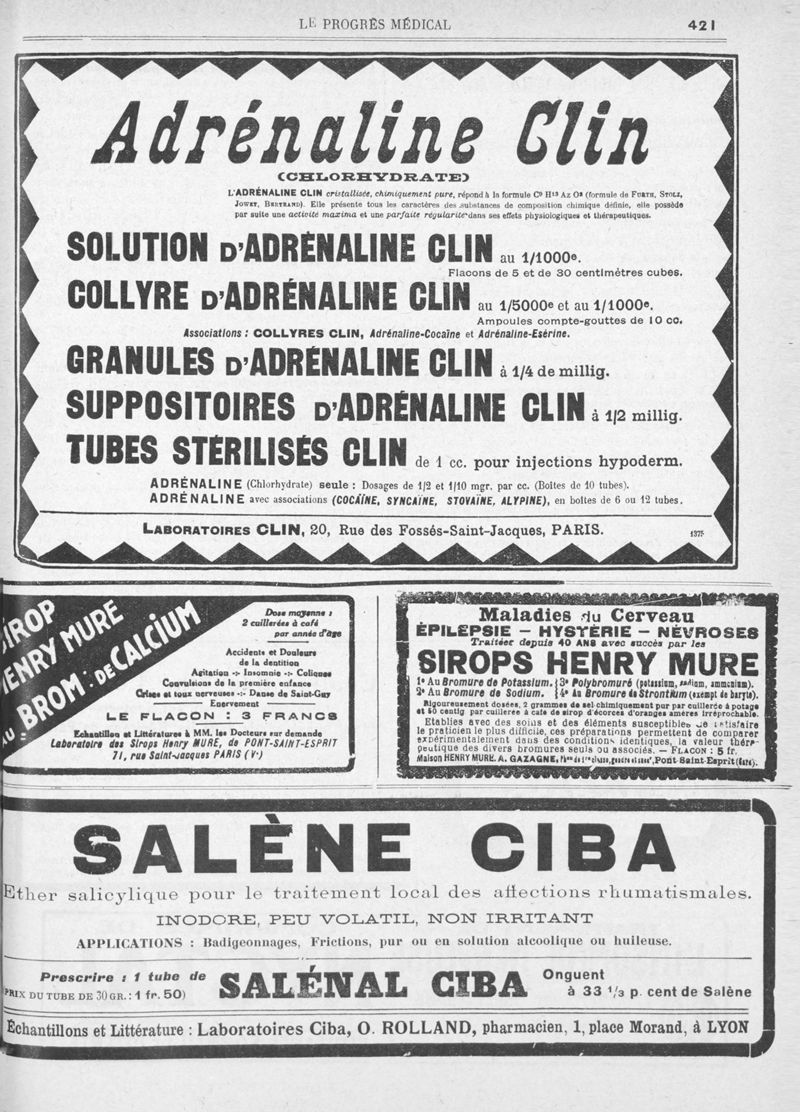 LE PROGRÈS MÉDICAL
421
Adrénaline Clin
(CHLORHYDRATE)
L'ADRÉNALINE CLIN cristallisée, chimiquement pure, répond à la formule C⁹ H¹³ Az O³ (formule de FURTH, STOLZ,
JOWET, BERTRAND). Elle présente tous les caractères des substances de composition chimique définie, elle possède
par suite une activité maxima et une parfaite régularité dans ses effets physiologiques et thérapeutiques.
SOLUTION D'ADRÉNALINE CLIN au 1/1000e.
Flacons de 5 et de 30 centimètres cubes.
COLLYRE D'ADRÉNALINE CLIN au 1/5000e et au 1/1000e.
Ampoules compte-gouttes de 10 cc.
Associations : COLLYRES CLIN, Adrénaline-Cocaïne et Adrénaline-Esérine.
GRANULES D'ADRÉNALINE CLIN à 1/4 de millig.
SUPPOSITOIRES D'ADRÉNALINE CLIN à 1/2 millig.
TUBES STÉRILISÉS CLIN de 1 cc. pour injections hypoderm.
ADRÉNALINE (Chlorhydrate) seule : Dosages de 1/2 et 1/10 mgr. par cc. (Boîtes de 10 tubes).
ADRÉNALINE avec associations (COCAÏNE, SYNCAÏNE, STOVAÏNE, ALYPINE), en boîtes de 6 ou 12 tubes.
LABORATOIRES CLIN, 20, Rue des Fossés-Saint-Jacques, PARIS.
1375
SIROP
HENRY MURE
AU BROM: DE CALCIUM
Dose moyenne :
2 cuillerées à café
par année d'âge
Accidents et Douleurs
de la dentition
Agitation -:- Insomnie -:- Coliques
Convulsions de la première enfance
Crises et toux nerveuses -:- Danse de Saint-Guy
Enervement
LE FLACON : 3 FRANCS
Echantillon et Littératures à MM. les Docteurs sur demande
Laboratoire des Sirops Henry MURE, de PONT-SAINT-ESPRIT
71, rue Saint-Jacques PARIS (Ve)
Maladies du Cerveau
ÉPILEPSIE — HYSTÉRIE — NÉVROSES
Traitées depuis 40 ANS avec succès par les
SIROPS HENRY MURE
1° Au Bromure de Potassium. 3° Polybromuré (potassium, sodium, ammonium).
2° Au Bromure de Sodium. 4° Au Bromure de Strontium (exempt de baryte).
Rigoureusement dosées, 2 grammes de sel chimiquement pur par cuillerée à potage
et 50 centig par cuillerée à café de sirop d'écorces d'oranges amères irréprochable.
Etablies avec des soins et des éléments susceptibles de satisfaire
le praticien le plus difficile, ces préparations permettent de comparer
expérimentalement dans des conditions identiques, la valeur théra-
peutique des divers bromures seuls ou associés. — FLACON : 5 fr.
Maison HENRY MURE. A. GAZAGNE, Pont-Saint-Esprit (Gard).
SALÈNE CIBA
Ether salicylique pour le traitement local des affections rhumatismales.
INODORE, PEU VOLATIL, NON IRRITANT
APPLICATIONS : Badigeonnages, Frictions, pur ou en solution alcoolique ou huileuse.
Prescrire : 1 tube de
(PRIX DU TUBE DE 30 GR. : 1 fr. 50)
SALÉNAL CIBA
Onguent
à 33 1/3 p. cent de Salène
Échantillons et Littérature : Laboratoires Ciba, O. ROLLAND, pharmacien, 1, place Morand, à LYON